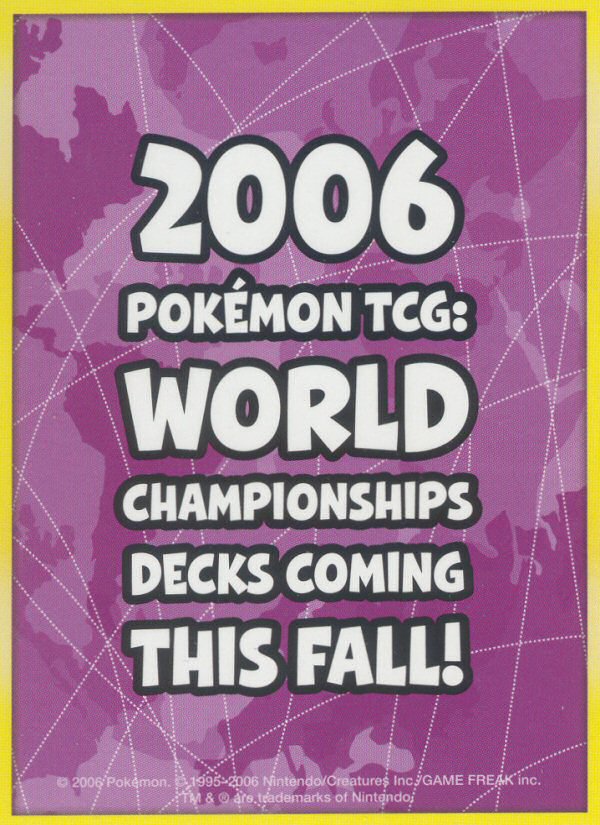 2006
POKÉMON TCG:
WORLD
CHAMPIONSHIPS
DECKS COMING
THIS FALL!
© 2006 Pokémon. © 1995-2006 Nintendo/Creatures Inc./GAME FREAK inc.
TM & ® are trademarks of Nintendo.